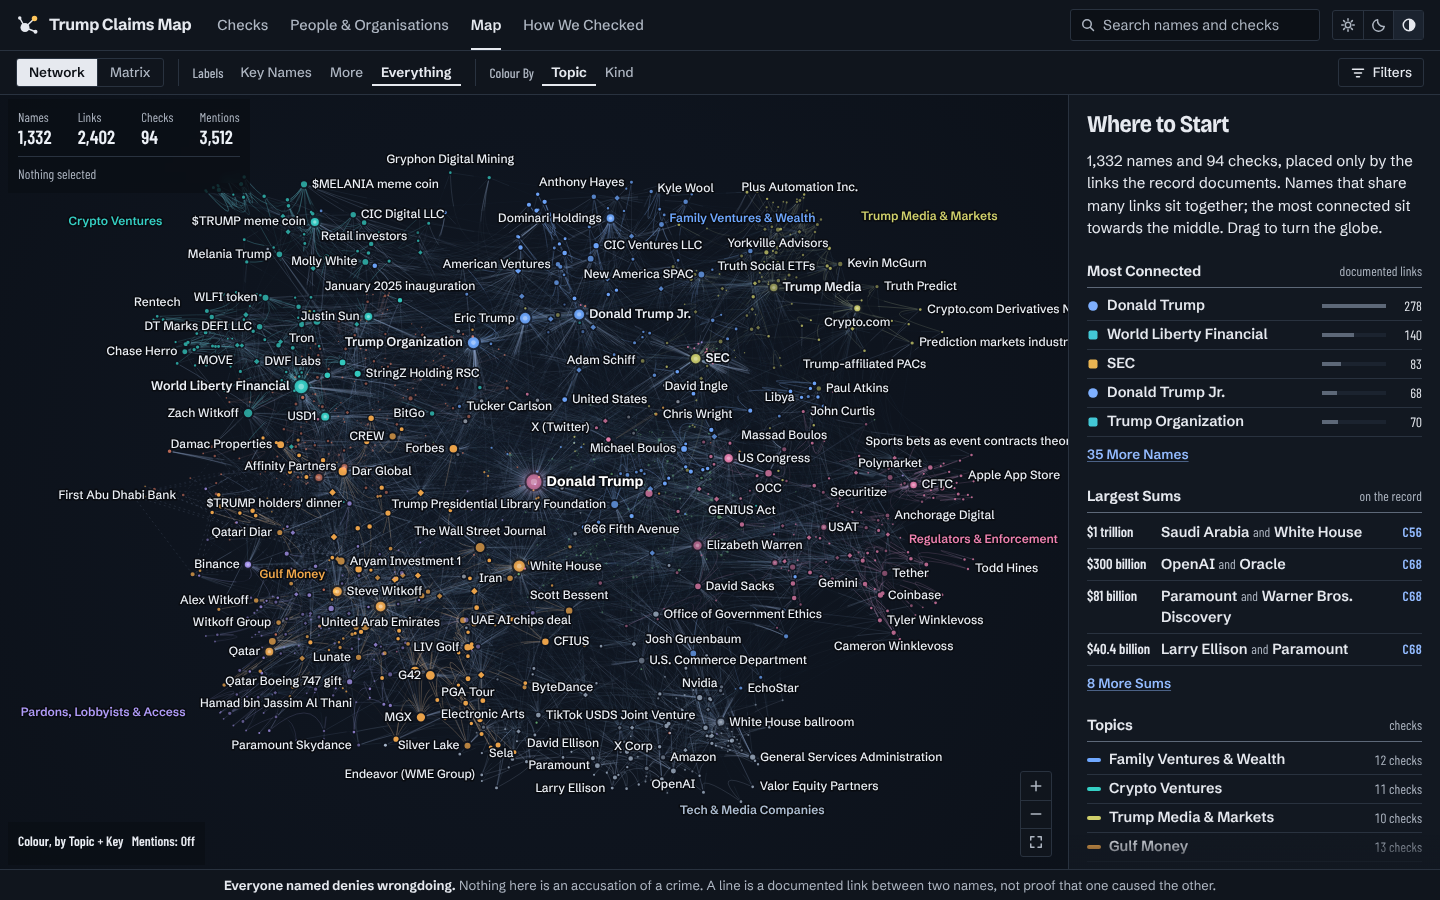 Trump Claims Map
Checks
People & Organisations
Map
How We Checked
Search names and checks
Network
Matrix
Labels
Key Names
More
Everything
Colour By
Topic
Kind
Filters
Names
Links
Checks
Mentions
1,332
2,402
94
3,512
Nothing selected
Gryphon Digital Mining
$MELANIA meme coin
Anthony Hayes
Kyle Wool
Plus Automation Inc.
Crypto Ventures
$TRUMP meme coin
CIC Digital LLC
Dominari Holdings
Family Ventures & Wealth
Trump Media & Markets
Retail investors
CIC Ventures LLC
Yorkville Advisors
Melania Trump
Molly White
American Ventures
New America SPAC
Truth Social ETFs
Kevin McGurn
January 2025 inauguration
Trump Media
Truth Predict
Rentech
WLFI token
Justin Sun
Eric Trump
Donald Trump Jr.
Crypto.com Derivatives N
DT Marks DEFI LLC
Crypto.com
Tron
Trump Organization
Prediction markets industr
Chase Herro
MOVE
DWF Labs
Adam Schiff
SEC
Trump-affiliated PACs
StringZ Holding RSC
World Liberty Financial
David Ingle
Paul Atkins
Libya
United States
Tucker Carlson
Zach Witkoff
USD1
BitGo
Chris Wright
John Curtis
X (Twitter)
Massad Boulos
CREW
Damac Properties
Forbes
Michael Boulos
Sports bets as event contracts theor
US Congress
Polymarket
Affinity Partners
Dar Global
Apple App Store
Donald Trump
OCC
CFTC
Securitize
First Abu Dhabi Bank
$TRUMP holders' dinner
Trump Presidential Library Foundation
GENIUS Act
Anchorage Digital
Qatari Diar
The Wall Street Journal
666 Fifth Avenue
USAT
Regulators & Enforcement
Elizabeth Warren
Binance
Aryam Investment 1
White House
Gulf Money
Iran
Todd Hines
Tether
David Sacks
Gemini
Steve Witkoff
Scott Bessent
Coinbase
Alex Witkoff
Office of Government Ethics
Witkoff Group
United Arab Emirates
UAE AI chips deal
Tyler Winklevoss
CFIUS
Josh Gruenbaum
LIV Golf
Cameron Winklevoss
Qatar
Lunate
U.S. Commerce Department
G42
Qatar Boeing 747 gift
Nvidia
ByteDance
EchoStar
PGA Tour
Hamad bin Jassim Al Thani
Pardons, Lobbyists & Access
MGX
Electronic Arts
TikTok USDS Joint Venture
White House ballroom
Paramount Skydance
Silver Lake
David Ellison
X Corp
Sela
Amazon
General Services Administration
Paramount
Endeavor (WME Group)
Larry Ellison
OpenAI
Valor Equity Partners
Tech & Media Companies
Colour, by Topic + Key
Mentions: Off
Where to Start
1,332 names and 94 checks, placed only by the
links the record documents. Names that share
many links sit together; the most connected sit
towards the middle. Drag to turn the globe.
Most Connected
documented links
Donald Trump
278
World Liberty Financial
140
SEC
83
Donald Trump Jr.
68
Trump Organization
70
35 More Names
Largest Sums
on the record
$1 trillion
Saudi Arabia and White House
C56
$300 billion
OpenAI and Oracle
C68
$81 billion
Paramount and Warner Bros.
Discovery
C68
$40.4 billion
Larry Ellison and Paramount
C68
8 More Sums
Topics
checks
Family Ventures & Wealth
12 checks
Crypto Ventures
11 checks
Trump Media & Markets
10 checks
Gulf Money
13 checks
Everyone named denies wrongdoing. Nothing here is an accusation of a crime. A line is a documented link between two names, not proof that one caused the other.